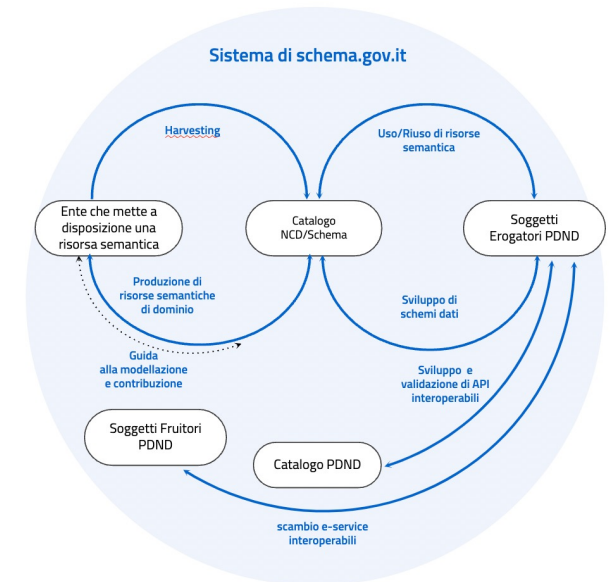 Sistema di schema.gov.it
Harvesting
Uso/Riuso di risorse
semantica
Ente che mette a
disposizione una
risorsa semantica
Catalogo
NCD/Schema
Soggetti
Erogatori PDND
Produzione di
risorse semantiche
di dominio
Sviluppo di
schemi dati
Guida
alla modellazione
e contribuzione
Sviluppo e
validazione di API
interoperabili
Soggetti Fruitori
PDND
Catalogo PDND
scambio e-service
interoperabili